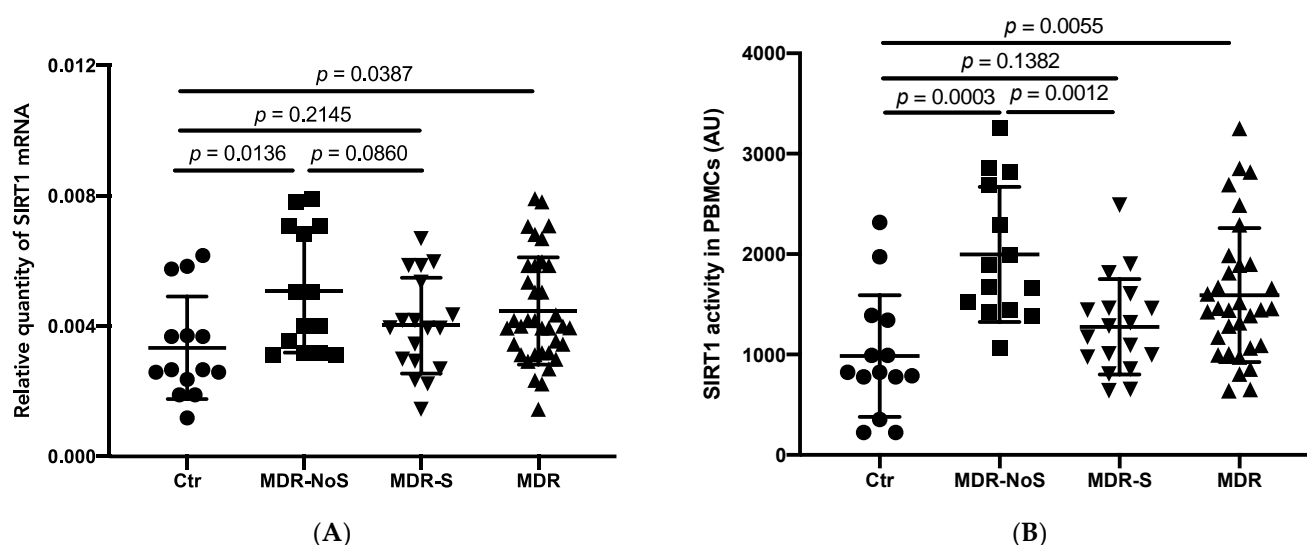 p = 0.0387
p = 0.2145
p = 0.0136 p = 0.0860
Relative quantity of SIRT1 mRNA
0.012
0.008
0.004
0.000
Ctr MDR-NoS MDR-S MDR
(A)
p = 0.0055
p = 0.1382
p = 0.0003 p = 0.0012
SIRT1 activity in PBMCs (AU)
4000
3000
2000
1000
0
Ctr MDR-NoS MDR-S MDR
(B)